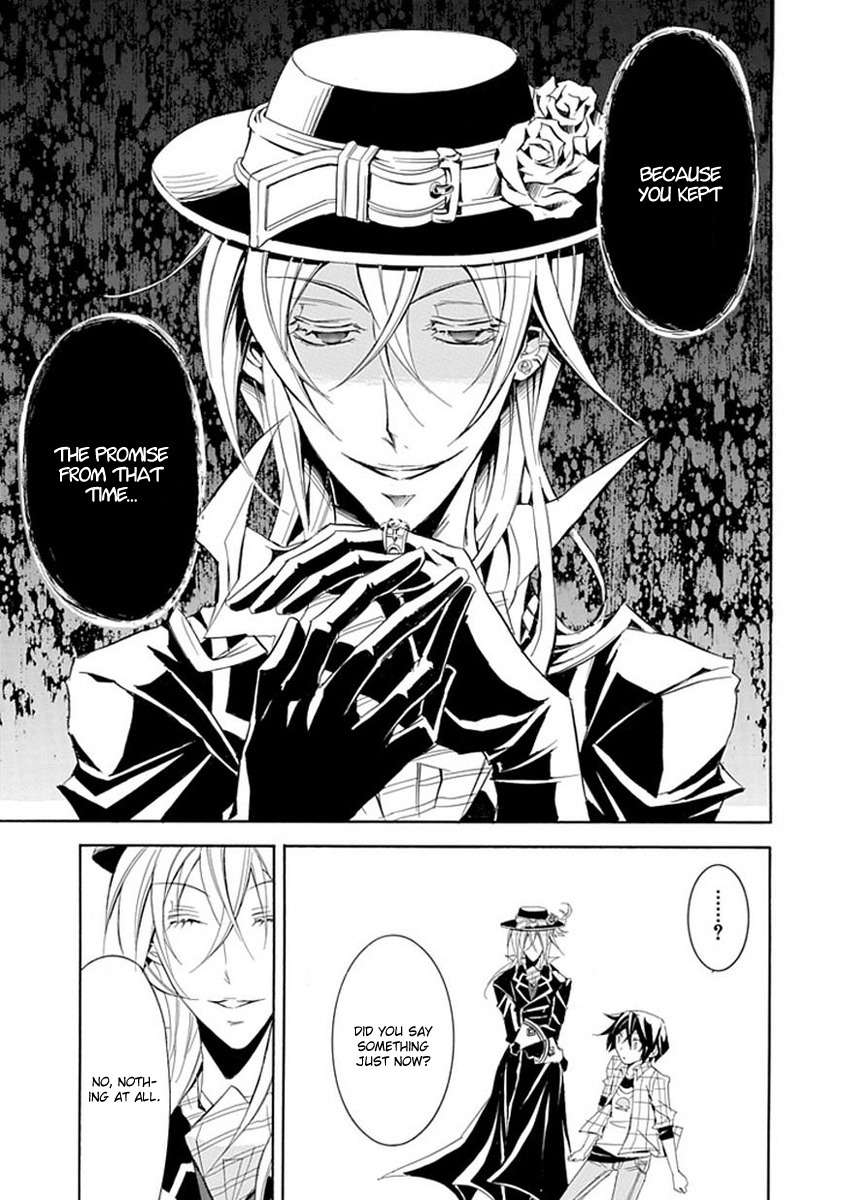 BECAUSE
YOU KEPT
THE PROMISE
FROM THAT
TIME...
.......?
DID YOU SAY
SOMETHING
JUST NOW?
NO, NOTH-
ING AT ALL.